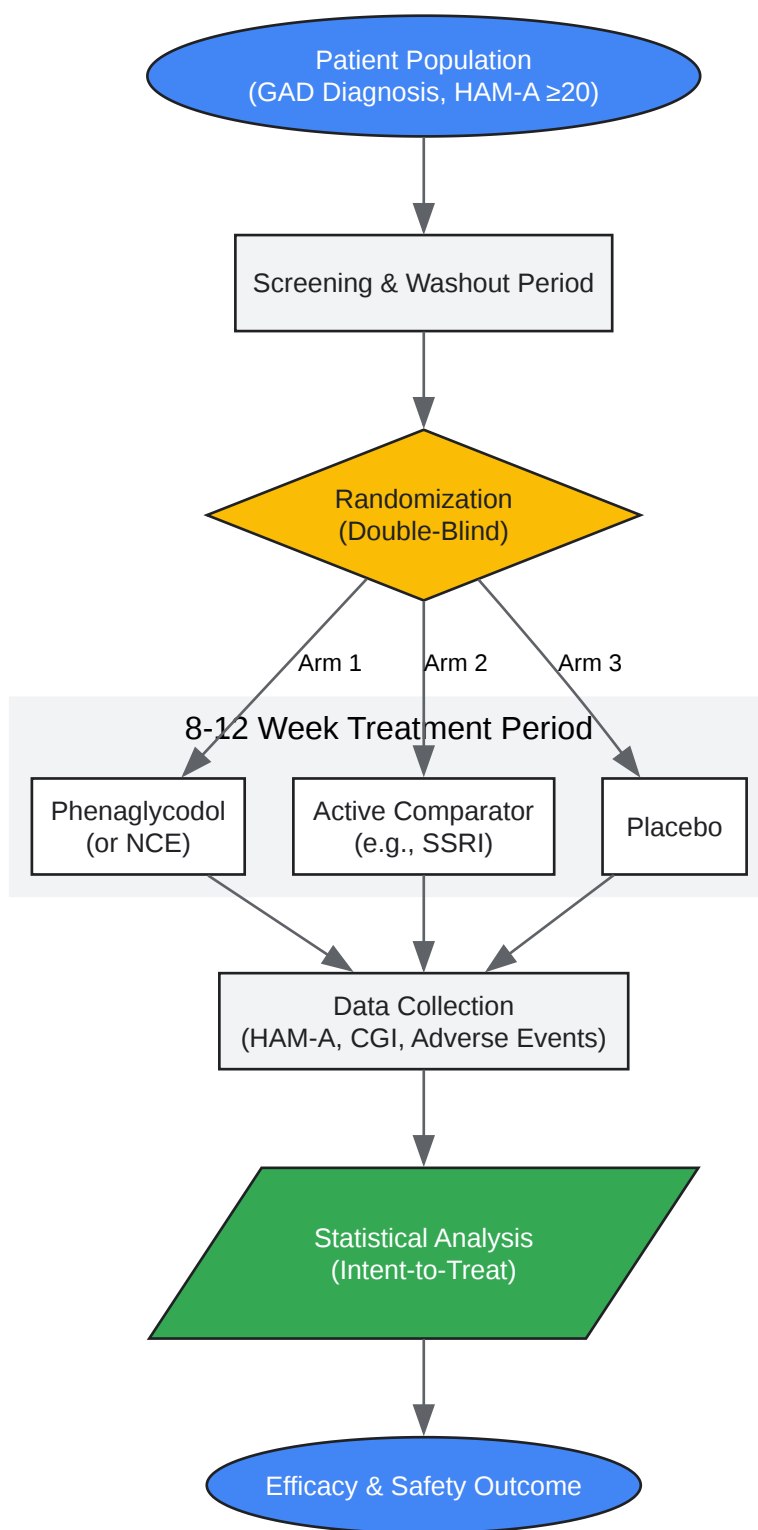 Patient Population
(GAD Diagnosis, HAM-A ≥20)
Screening & Washout Period
Randomization
(Double-Blind)
Arm 1
Arm 2
Arm 3
8-12 Week Treatment Period
Phenaglycodol
(or NCE)
Active Comparator
(e.g., SSRI)
Placebo
Data Collection
(HAM-A, CGI, Adverse Events)
Statistical Analysis
(Intent-to-Treat)
Efficacy & Safety Outcome